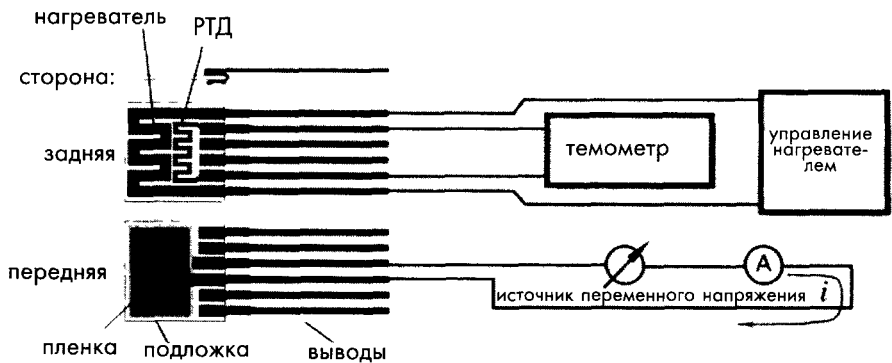 нагреватель
РТД
сторона:
задняя
темометр
управление
нагревате-
лем
передняя
A
источник переменного напряжения i
пленка
подложка
выводы